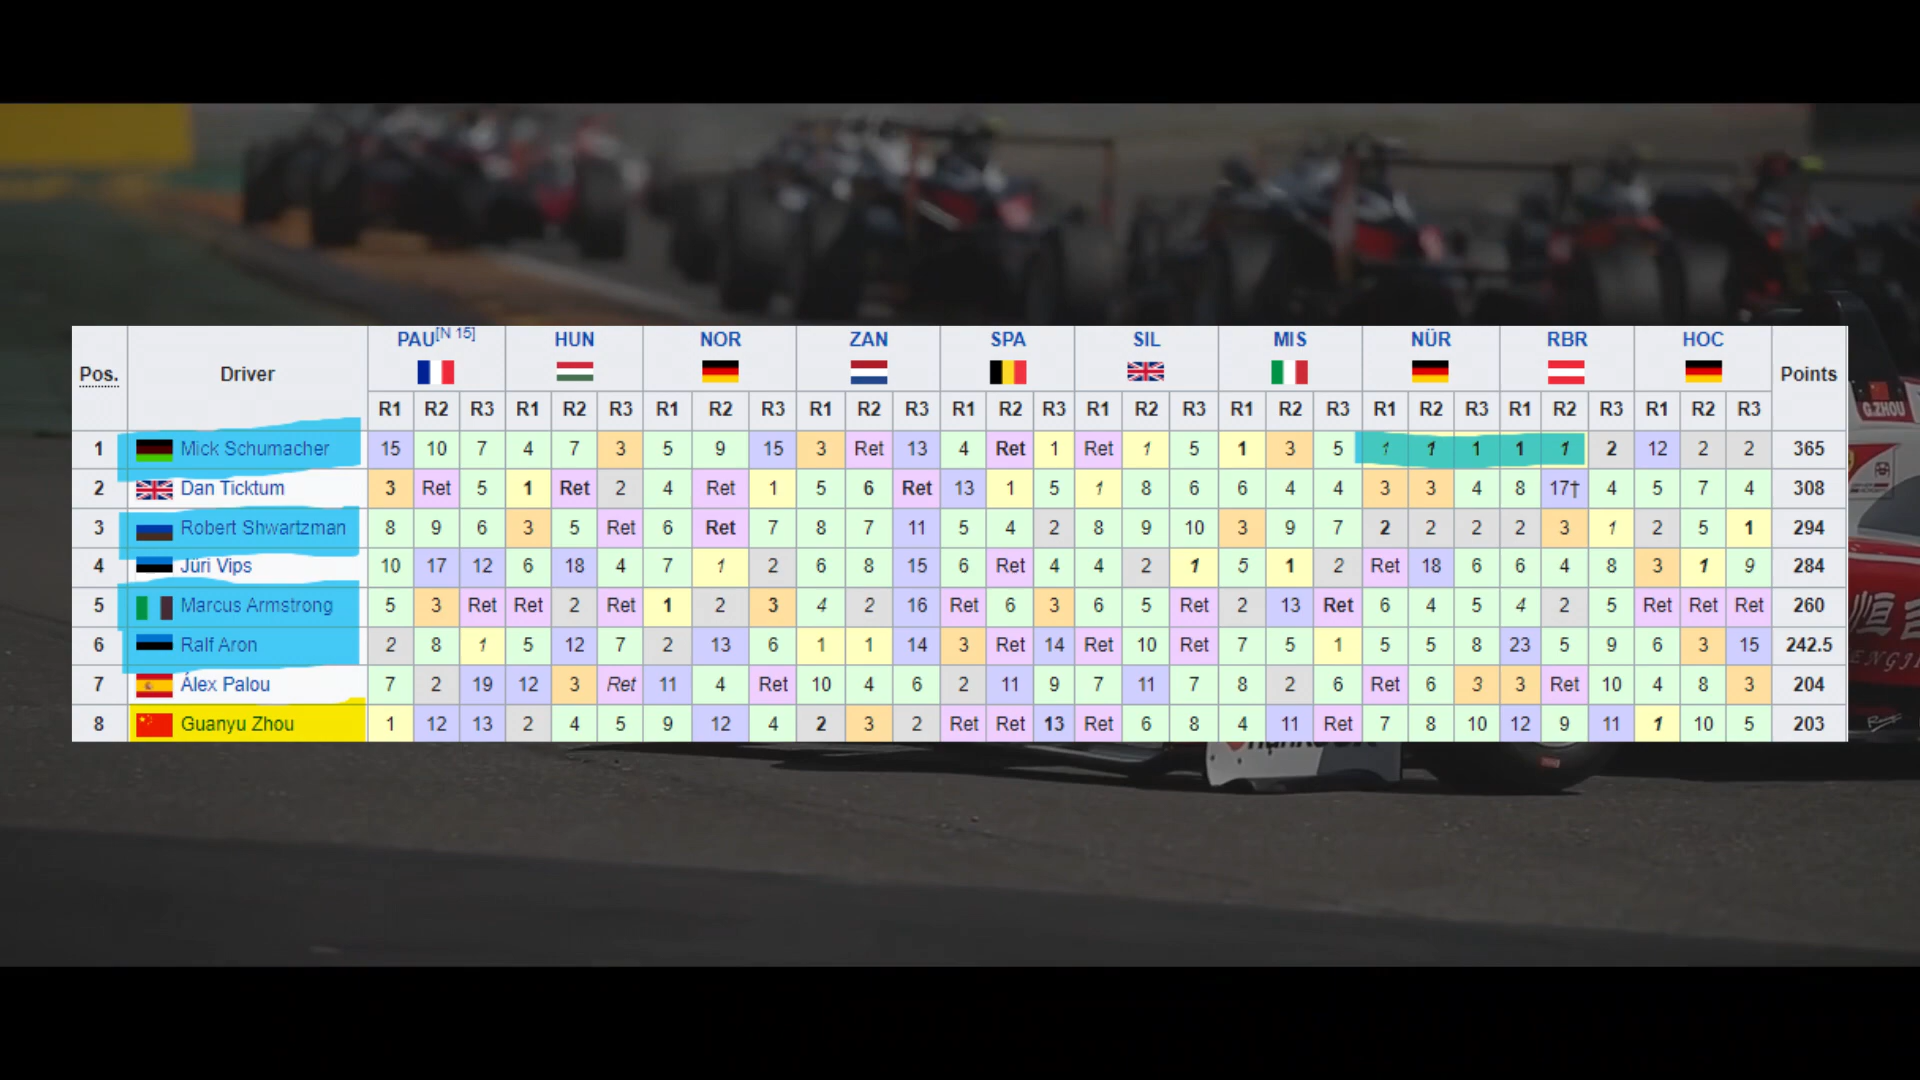 PAU[N 15] HUN NOR ZAN SPA SIL MIS NÜR RBR HOC
Pos. Driver Points
R1 R2 R3 R1 R2 R3 R1 R2 R3 R1 R2 R3 R1 R2 R3 R1 R2 R3 R1 R2 R3 R1 R2 R3 R1 R2 R3 R1 R2 R3
G.ZHOU
1 Mick Schumacher 15 10 7 4 7 3 5 9 15 3 Ret 13 4 Ret 1 Ret 1 5 1 3 5 1 1 1 1 1 2 12 2 2 365
2 Dan Ticktum 3 Ret 5 1 Ret 2 4 Ret 1 5 6 Ret 13 1 5 1 8 6 6 4 4 3 3 4 8 17† 4 5 7 4 308
3 Robert Shwartzman 8 9 6 3 5 Ret 6 Ret 7 8 7 11 5 4 2 8 9 10 3 9 7 2 2 2 2 3 1 2 5 1 294
4 Jüri Vips 10 17 12 6 18 4 7 1 2 6 8 15 6 Ret 4 4 2 1 5 1 2 Ret 18 6 6 4 8 3 1 9 284
5 Marcus Armstrong 5 3 Ret Ret 2 Ret 1 2 3 4 2 16 Ret 6 3 6 5 Ret 2 13 Ret 6 4 5 4 2 5 Ret Ret Ret 260
6 Ralf Aron 2 8 1 5 12 7 2 13 6 1 1 14 3 Ret 14 Ret 10 Ret 7 5 1 5 5 8 23 5 9 6 3 15 242.5
7 Álex Palou 7 2 19 12 3 Ret 11 4 Ret 10 4 6 2 11 9 7 11 7 8 2 6 Ret 6 3 3 Ret 10 4 8 3 204
8 Guanyu Zhou 1 12 13 2 4 5 9 12 4 2 3 2 Ret Ret 13 Ret 6 8 4 11 Ret 7 8 10 12 9 11 1 10 5 203